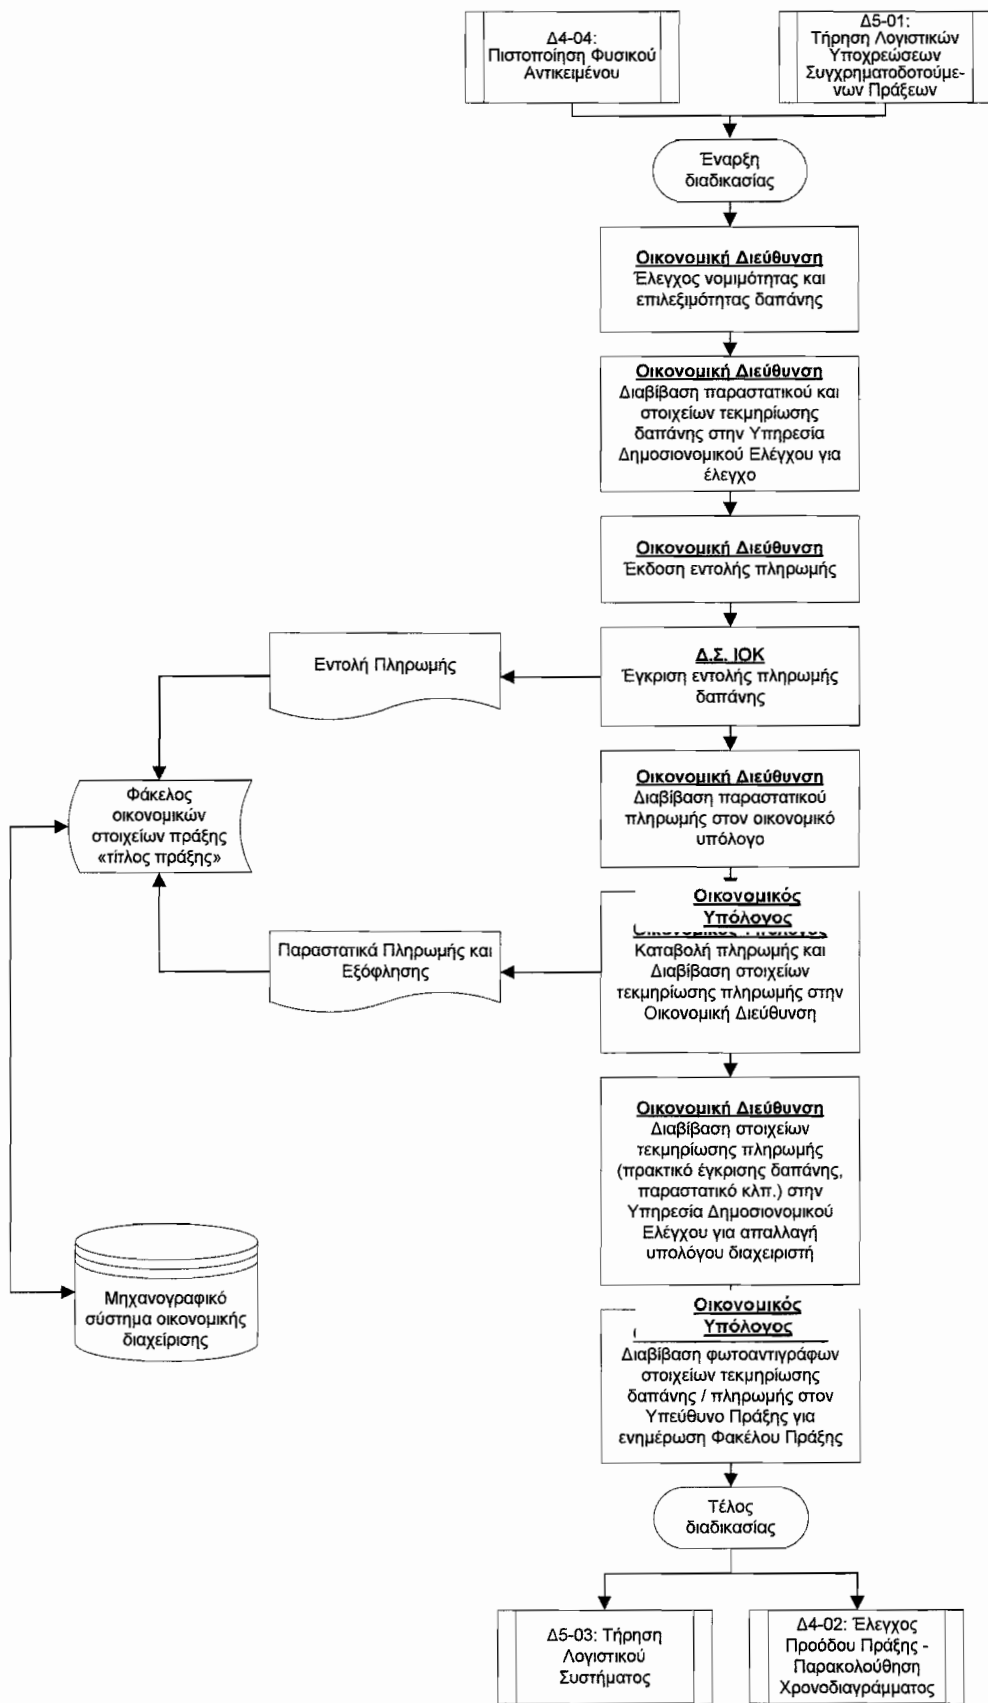 Δ4-04:
Πιστοποίηση Φυσικού
Αντικειμένου
Δ5-01:
Τήρηση Λογιστικών
Υποχρεώσεων
Συγχρηματοδοτούμε-
νων Πράξεων
Έναρξη
διαδικασίας
Οικονομική Διεύθυνση
Έλεγχος νομιμότητας και
επιλεξιμότητας δαπάνης
Οικονομική Διεύθυνση
Διαβίβαση παραστατικού και
στοιχείων τεκμηρίωσης
δαπάνης στην Υπηρεσία
Δημοσιονομικού Ελέγχου για
έλεγχο
Οικονομική Διεύθυνση
Έκδοση εντολής πληρωμής
Εντολή Πληρωμής
Δ.Σ. ΙΟΚ
Έγκριση εντολής πληρωμής
δαπάνης
Φάκελος
οικονομικών
στοιχείων πράξης
«τίτλος πράξης»
Οικονομική Διεύθυνση
Διαβίβαση παραστατικού
πληρωμής στον οικονομικό
υπόλογο
Παραστατικά Πληρωμής και
Εξόφλησης
Οικονομικός
Υπόλογος
Οικονομικός Υπόλογος
Καταβολή πληρωμής και
Διαβίβαση στοιχείων
τεκμηρίωσης πληρωμής στην
Οικονομική Διεύθυνση
Οικονομική Διεύθυνση
Διαβίβαση στοιχείων
τεκμηρίωσης πληρωμής
(πρακτικό έγκρισης δαπάνης,
παραστατικό κλπ.) στην
Υπηρεσία Δημοσιονομικού
Ελέγχου για απαλλαγή
υπολόγου διαχειριστή
Μηχανογραφικό
σύστημα οικονομικής
διαχείρισης
Οικονομικός
Υπόλογος
Διαβίβαση φωτοαντιγράφων
στοιχείων τεκμηρίωσης
δαπάνης / πληρωμής στον
Υπεύθυνο Πράξης για
ενημέρωση Φακέλου Πράξης
Τέλος
διαδικασίας
Δ5-03: Τήρηση
Λογιστικού
Συστήματος
Δ4-02: Έλεγχος
Προόδου Πράξης -
Παρακολούθηση
Χρονοδιαγράμματος